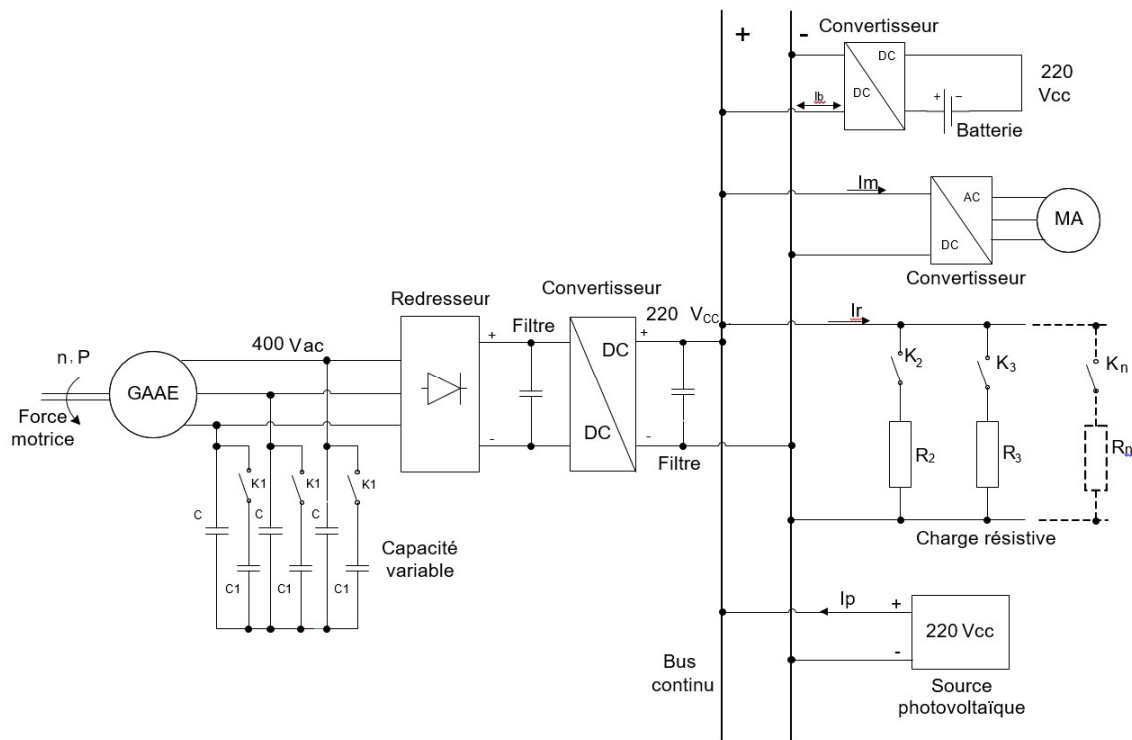 Convertisseur
+
-
DC
DC
Ib
+
−
220
Vcc
Batterie
Im
AC
DC
MA
Convertisseur
Redresseur
Convertisseur
400 Vac
+
Filtre
220 Vcc
+
DC
DC
-
-
Filtre
n, P
GAAE
Force
motrice
Ir
K2
K3
Kn
R2
R3
Rn
Charge résistive
K1
K1
K1
C
C
C
C1
C1
C1
Capacité
variable
Ip
+
-
220 Vcc
Bus
continu
Source
photovoltaïque